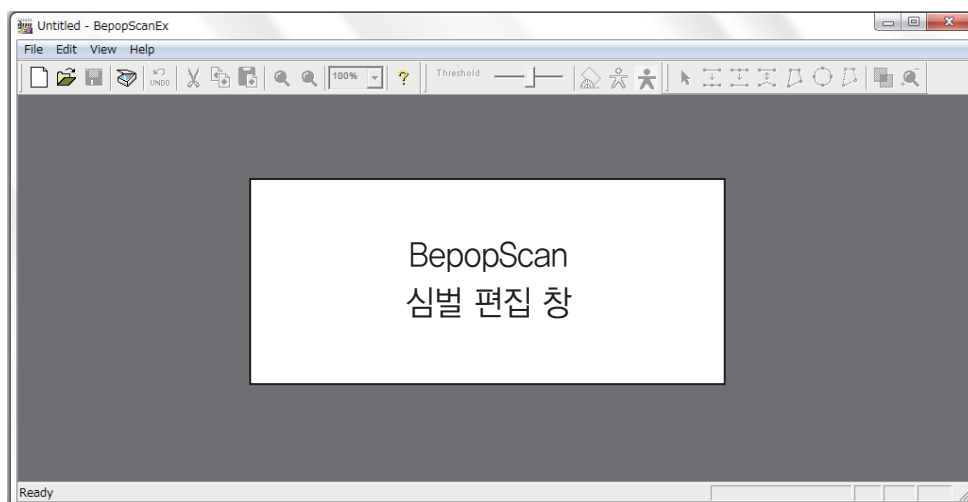 Untitled - BepopScanEx
File Edit View Help
UNDO 100% ? Threshold
BepopScan
심벌 편집 창
Ready